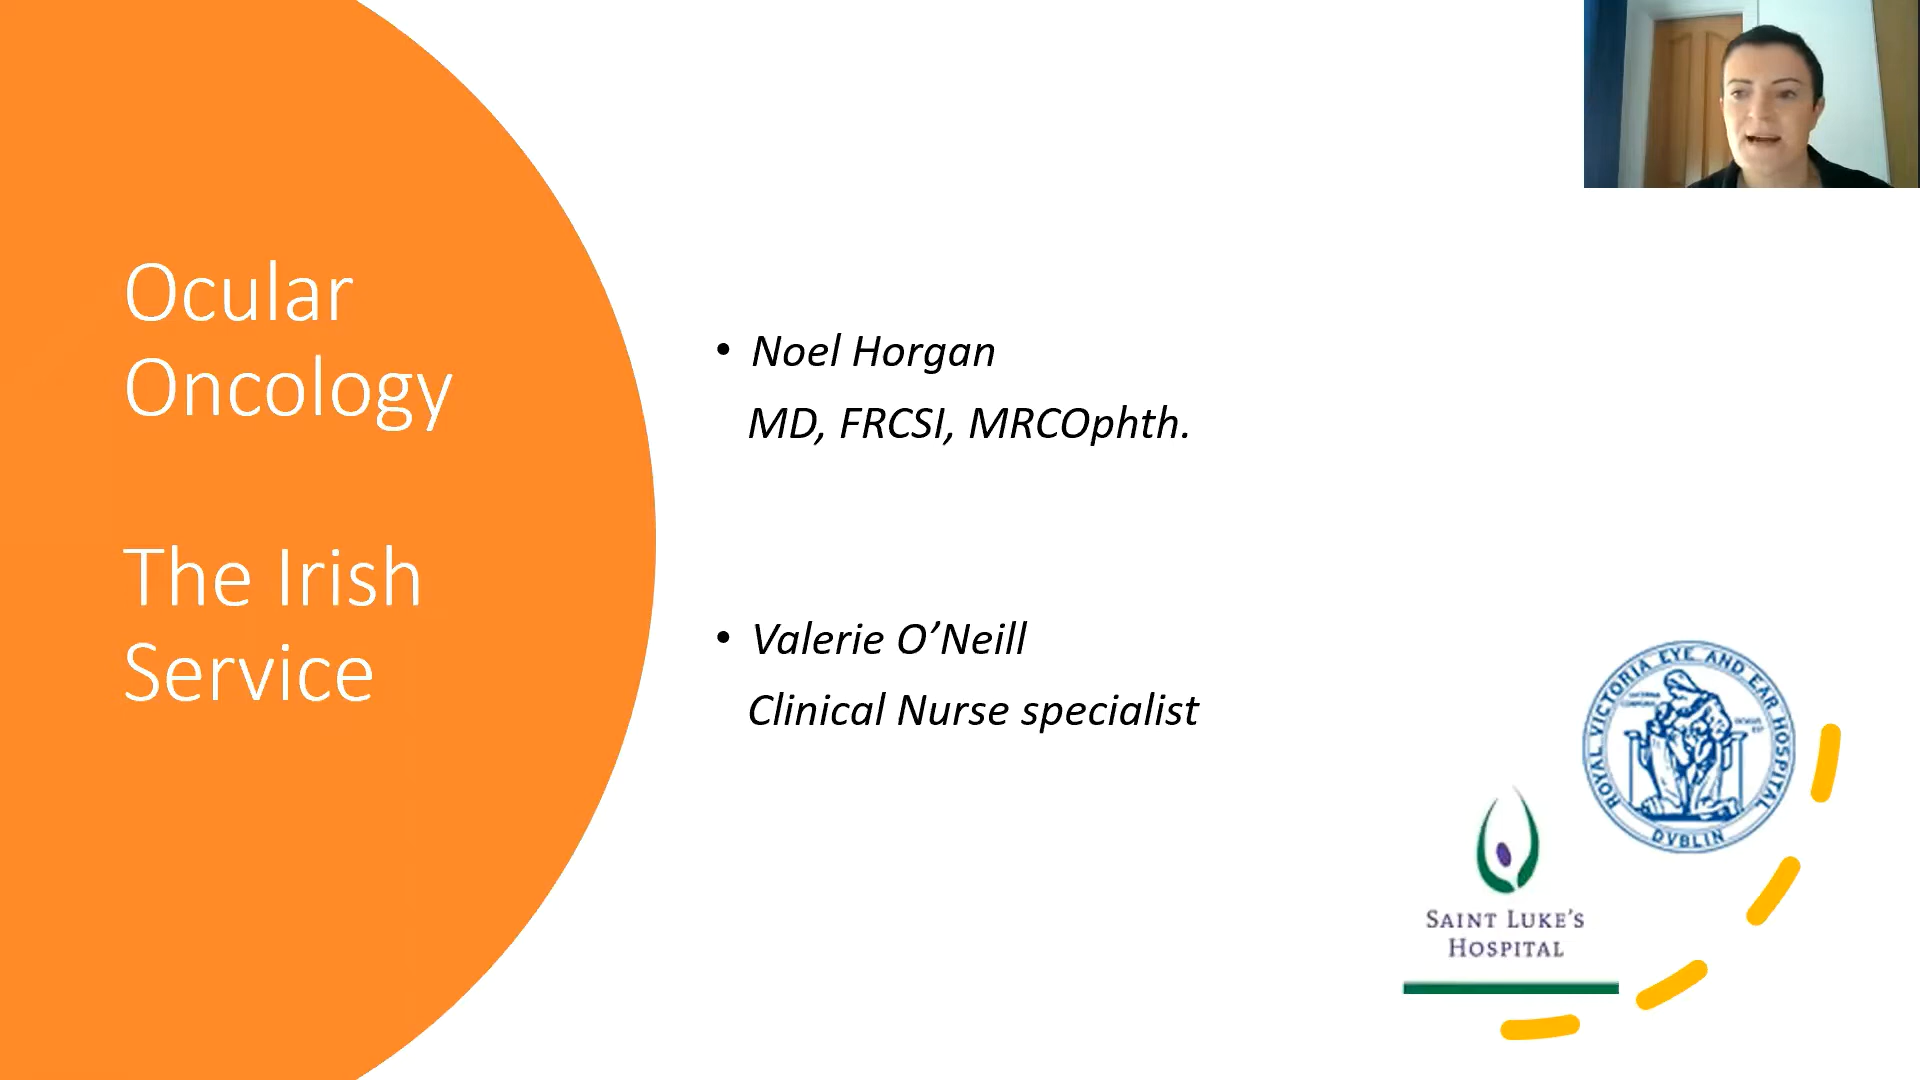 Ocular
Oncology
The Irish
Service
• Noel Horgan
MD, FRCSI, MRCOphth.
• Valerie O’Neill
Clinical Nurse specialist
ROYAL VICTORIA EYE AND EAR HOSPITAL
DVBLIN
SAINT LUKE’S
HOSPITAL